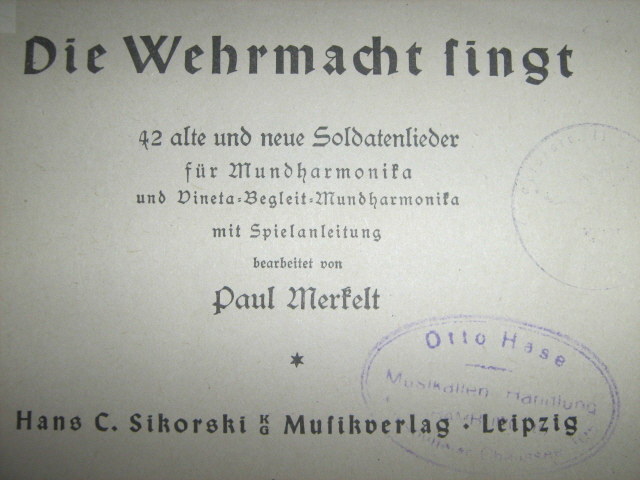 Die Wehrmacht ſingt
42 alte und neue Soldatenlieder
für Mundharmonika
und Vineta-Begleit-Mundharmonika
mit Spielanleitung
bearbeitet von
Paul Merkelt
*
Hans C. Sikorski KG Muſikverlag · Leipzig
Otto Hase
Musikalien Handlung